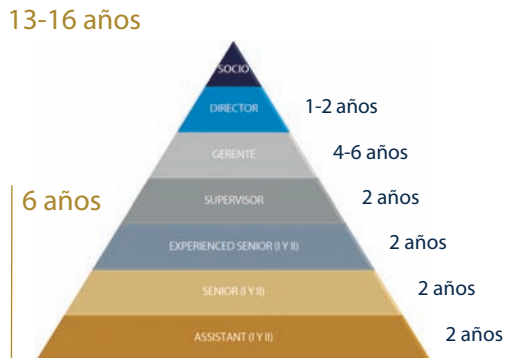 13-16 años
SOCIO
DIRECTOR
1-2 años
GERENTE
4-6 años
6 años
SUPERVISOR
2 años
EXPERIENCED SENIOR (I Y II)
2 años
SENIOR (I Y II)
2 años
ASSISTANT (I Y II)
2 años